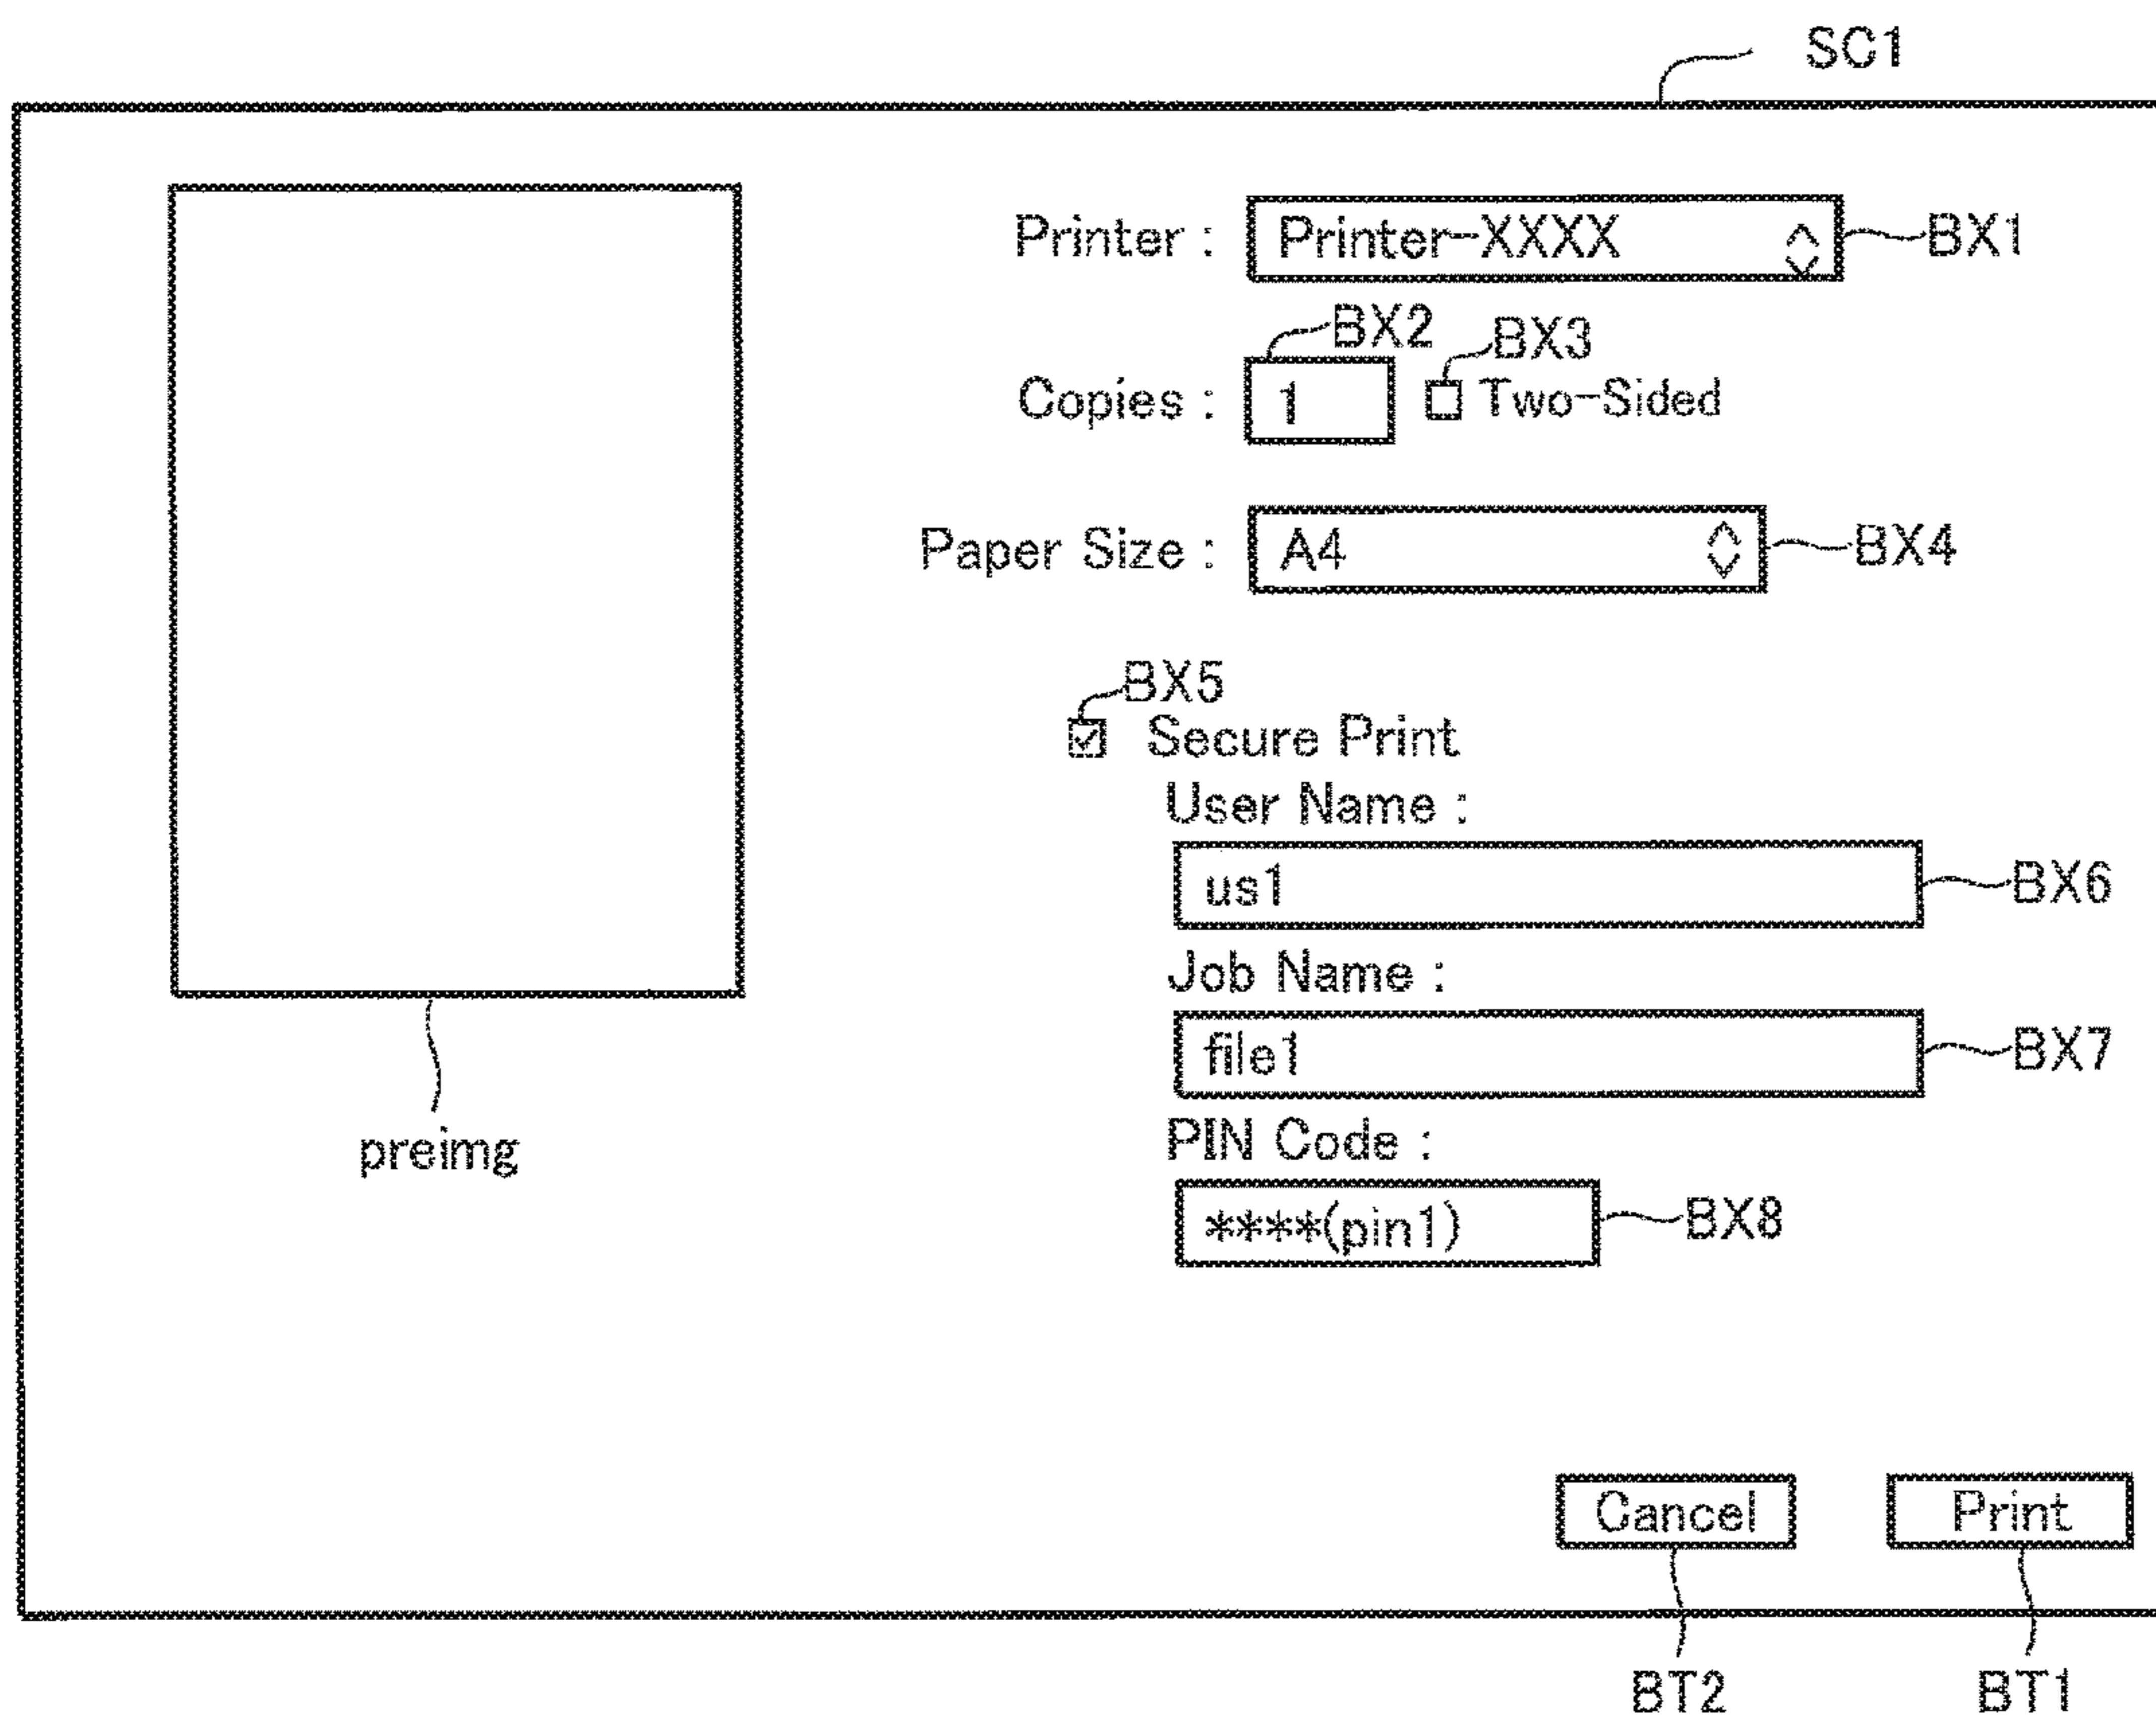 SC1
Printer : Printer-XXXX BX1
BX2 BX3
Copies : 1 Two-Sided
Paper Size : A4 BX4
BX5
Secure Print
User Name :
us1 BX6
Job Name :
file1 BX7
PIN Code :
****(pin1) BX8
preimg
Cancel Print
BT2 BT1